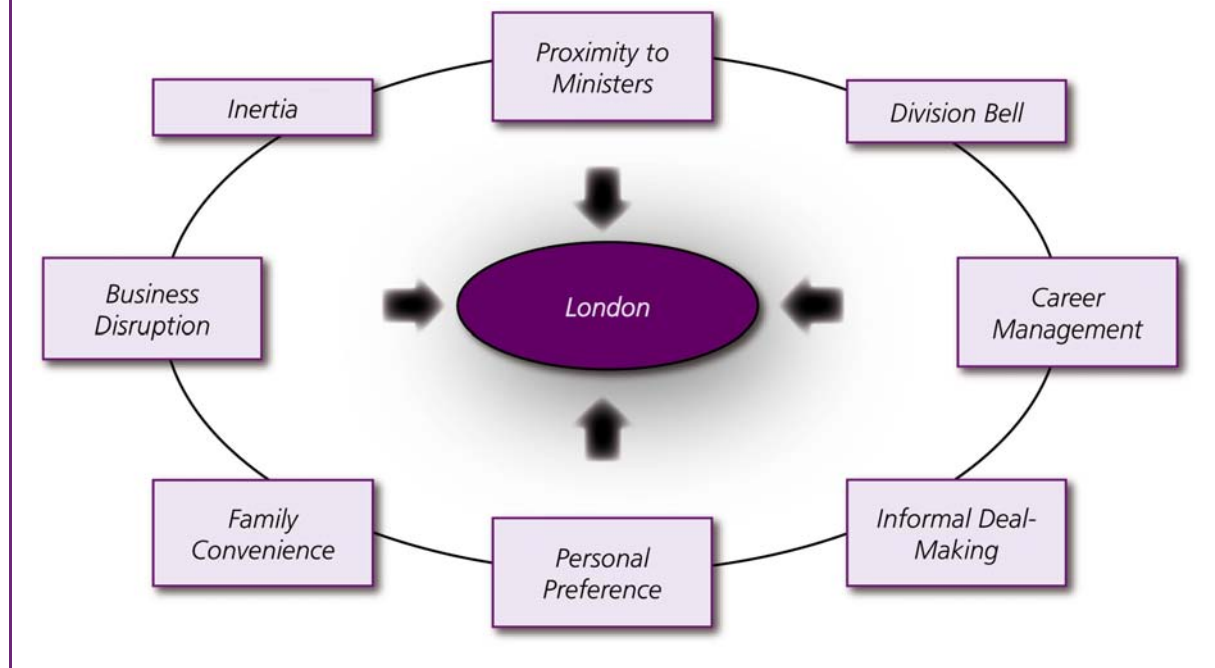 Proximity to
Ministers
Inertia
Division Bell
Business
Disruption
London
Career
Management
Family
Convenience
Personal
Preference
Informal Deal-
Making